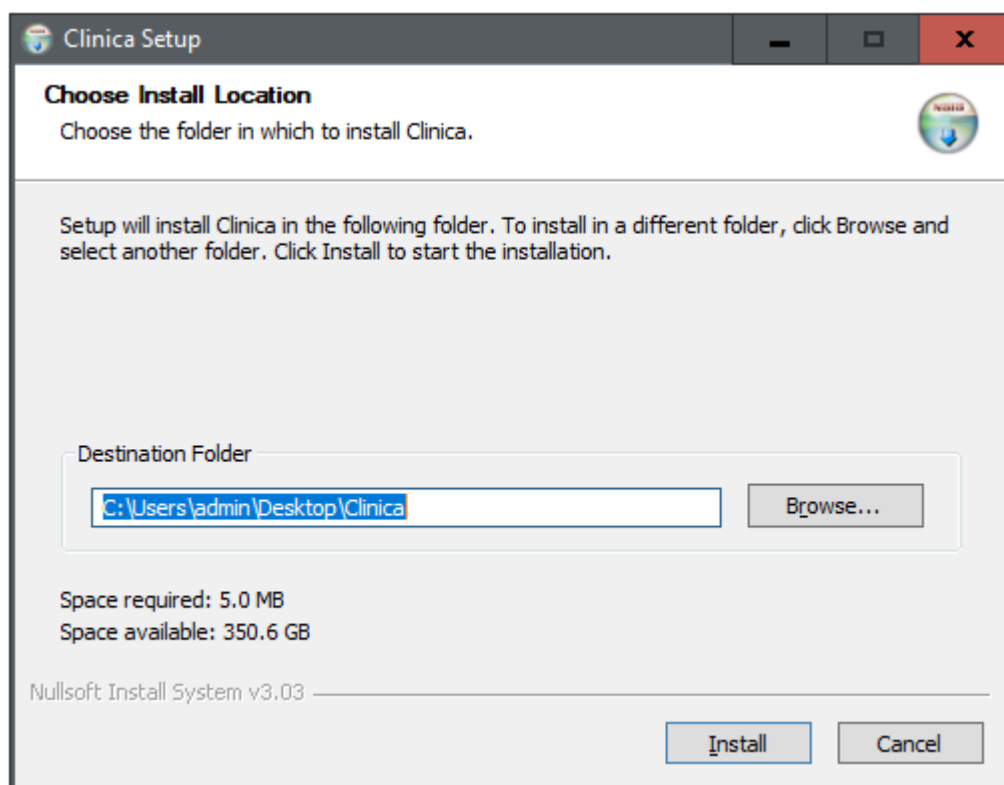 Clinica Setup
Choose Install Location
Choose the folder in which to install Clinica.
Setup will install Clinica in the following folder. To install in a different folder, click Browse and
select another folder. Click Install to start the installation.
Destination Folder
C:\Users\admin\Desktop\Clinica
Browse...
Space required: 5.0 MB
Space available: 350.6 GB
Nullsoft Install System v3.03
Install
Cancel